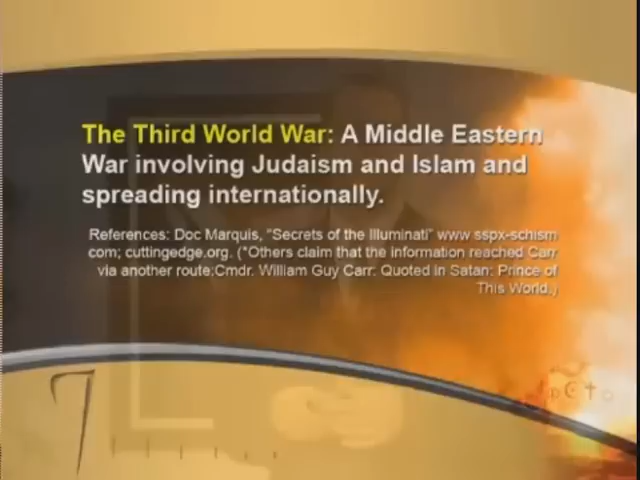 The Third World War: A Middle Eastern
War involving Judaism and Islam and
spreading internationally.
References: Doc Marquis, "Secrets of the Illuminati" www sspx-schism
com; cuttingedge.org. (*Others claim that the information reached Carr
via another route;Cmdr. William Guy Carr: Quoted in Satan: Prince of
This World.)